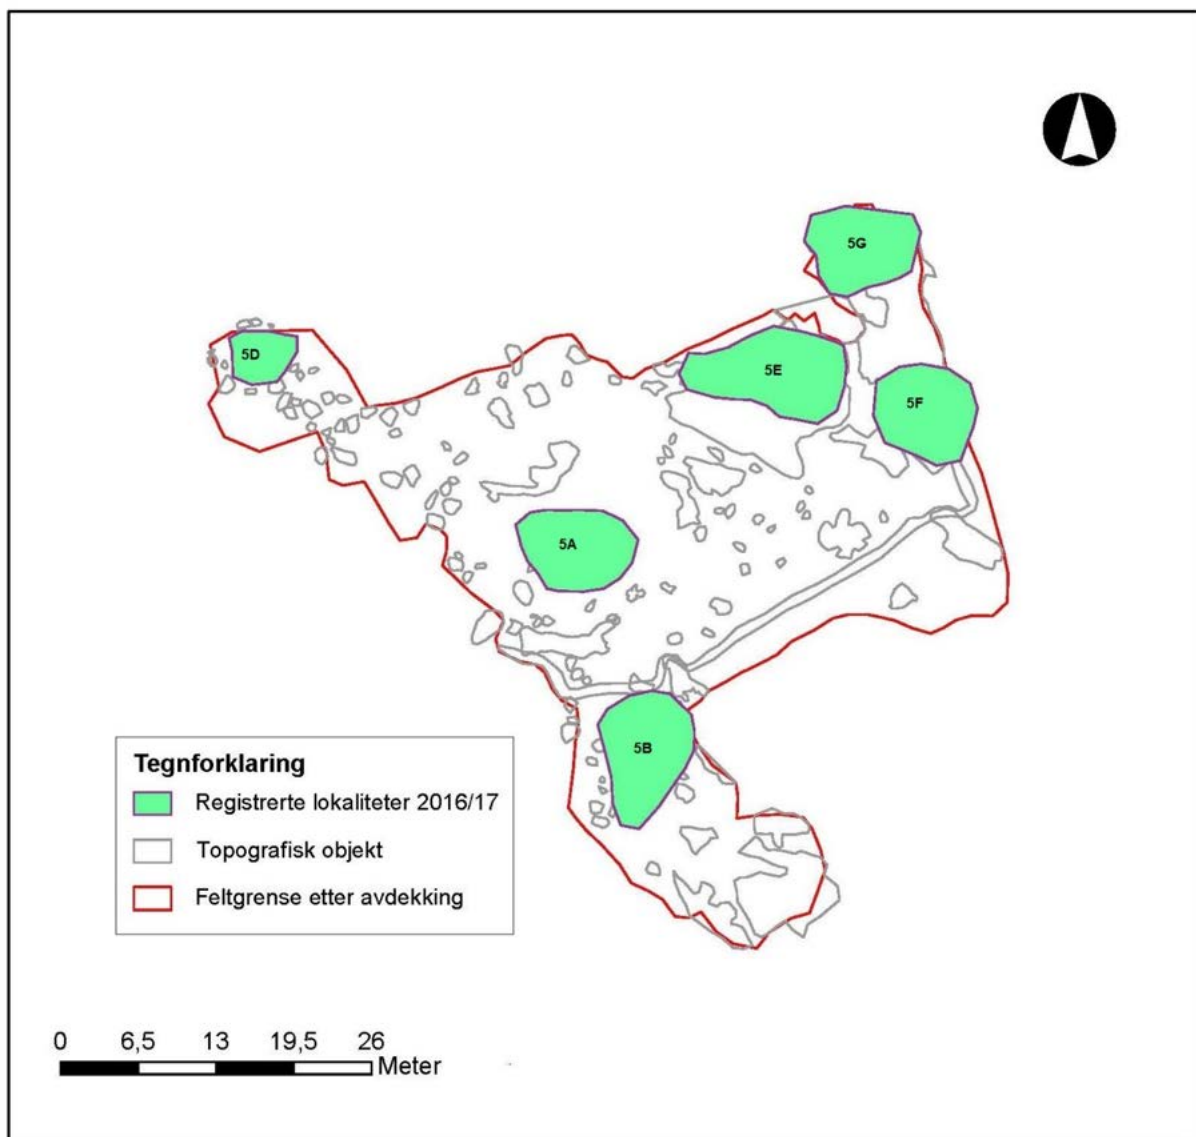 5G
5D
5E
5F
5A
5B
Tegnforklaring
Registrerte lokaliteter 2016/17
Topografisk objekt
Feltgrense etter avdekking
0 6,5 13 19,5 26
Meter